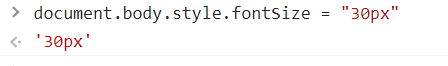 > document.body.style.fontSize = "30px"
'30px'